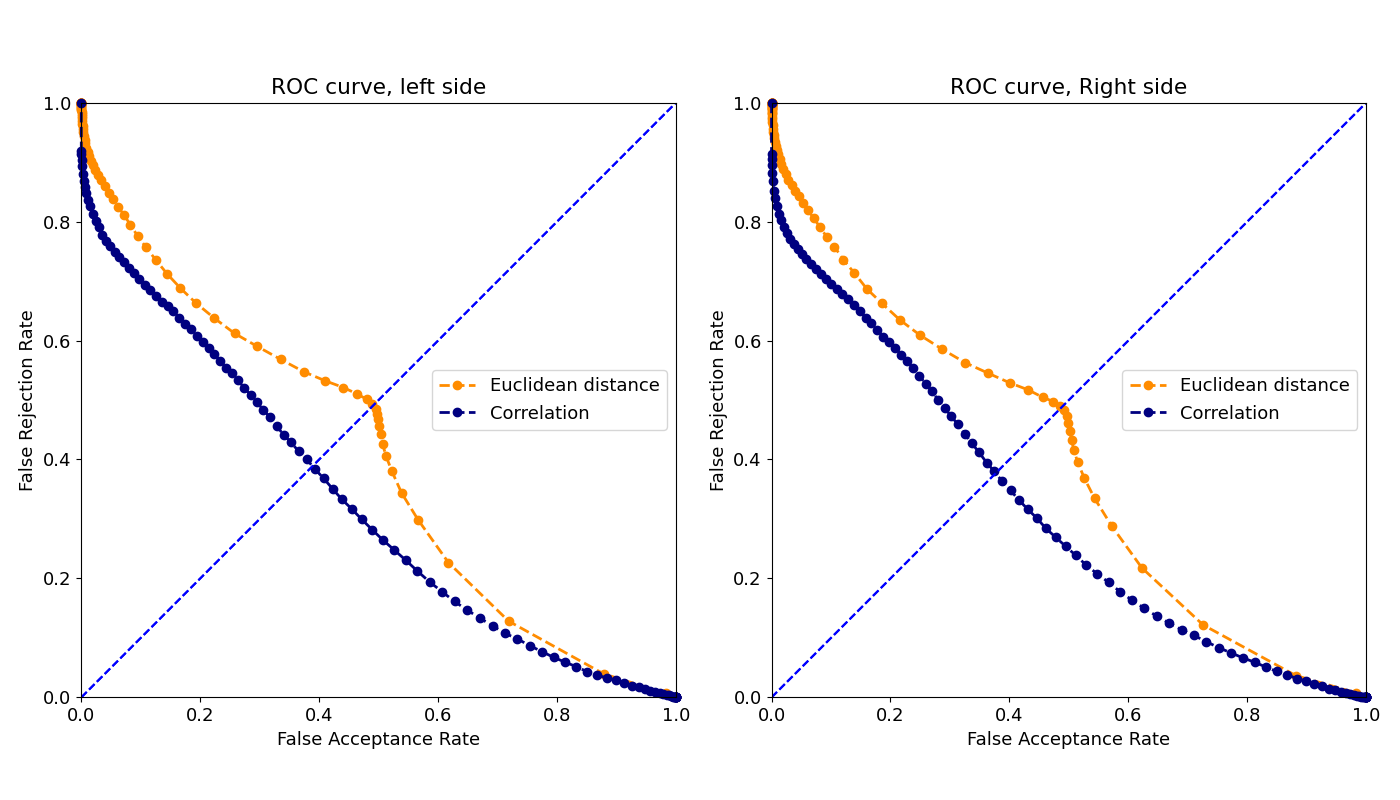 ROC curve, left side
1.0
0.8
0.6
0.4
0.2
0.0
False Rejection Rate
Euclidean distance
Correlation
0.0 0.2 0.4 0.6 0.8 1.0
False Acceptance Rate
ROC curve, Right side
1.0
0.8
0.6
0.4
0.2
0.0
False Rejection Rate
Euclidean distance
Correlation
0.0 0.2 0.4 0.6 0.8 1.0
False Acceptance Rate